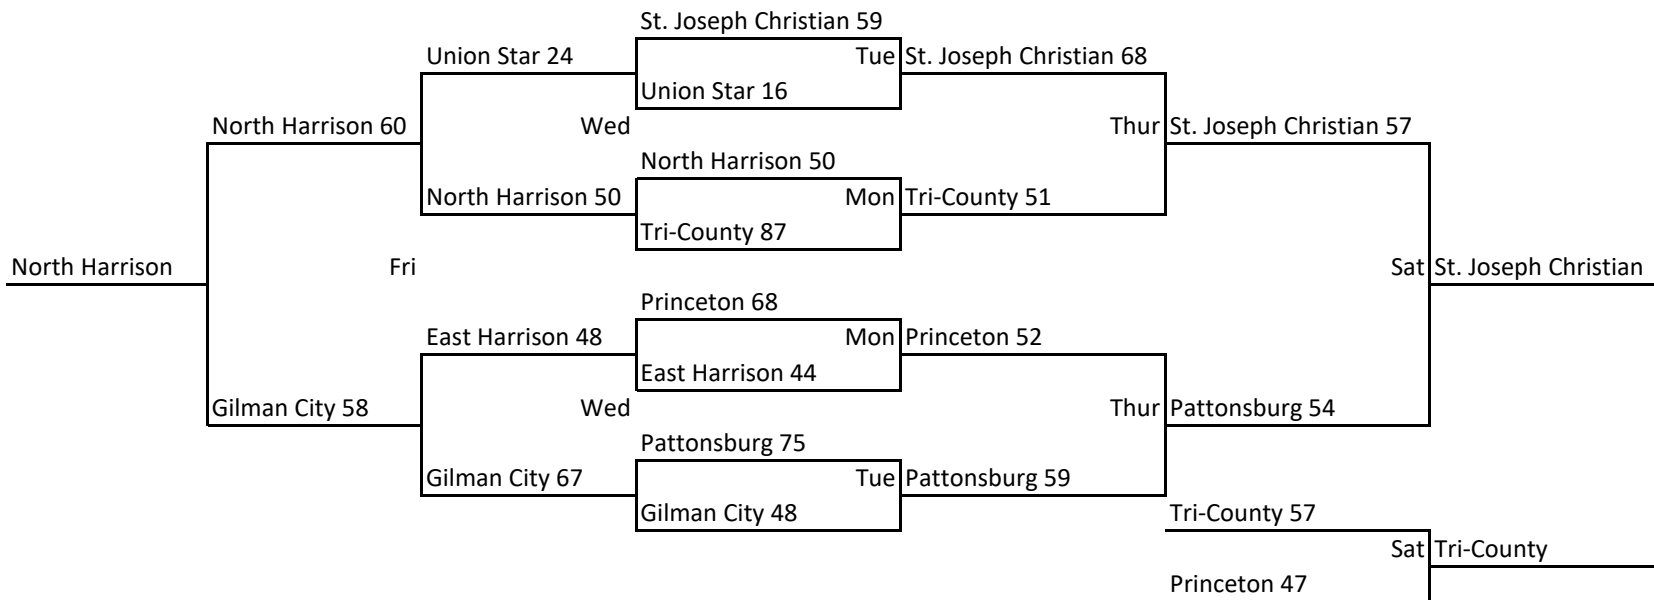 St. Joseph Christian 59
Union Star 24
Tue
St. Joseph Christian 68
Union Star 16
North Harrison 60
Wed
Thur
St. Joseph Christian 57
North Harrison 50
North Harrison 50
Mon
Tri-County 51
Tri-County 87
North Harrison
Fri
Sat
St. Joseph Christian
Princeton 68
East Harrison 48
Mon
Princeton 52
East Harrison 44
Gilman City 58
Wed
Thur
Pattonsburg 54
Pattonsburg 75
Gilman City 67
Tue
Pattonsburg 59
Gilman City 48
Tri-County 57
Sat
Tri-County
Princeton 47